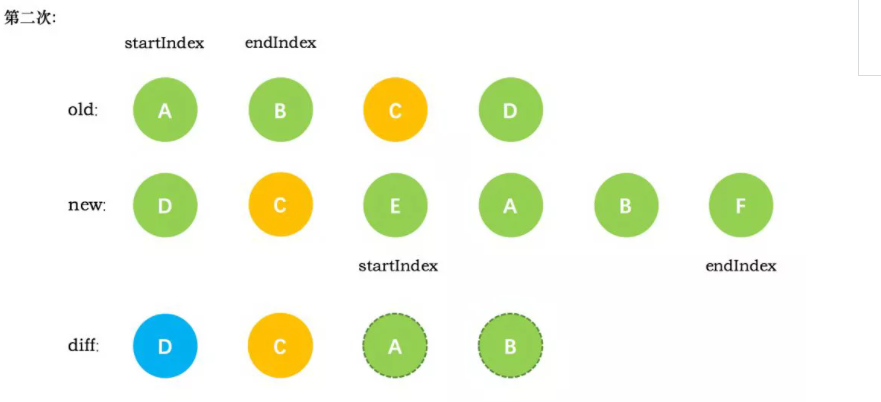 第二次:
startIndex endIndex
old: A B C D
new: D C E A B F
startIndex endIndex
diff: D C A B